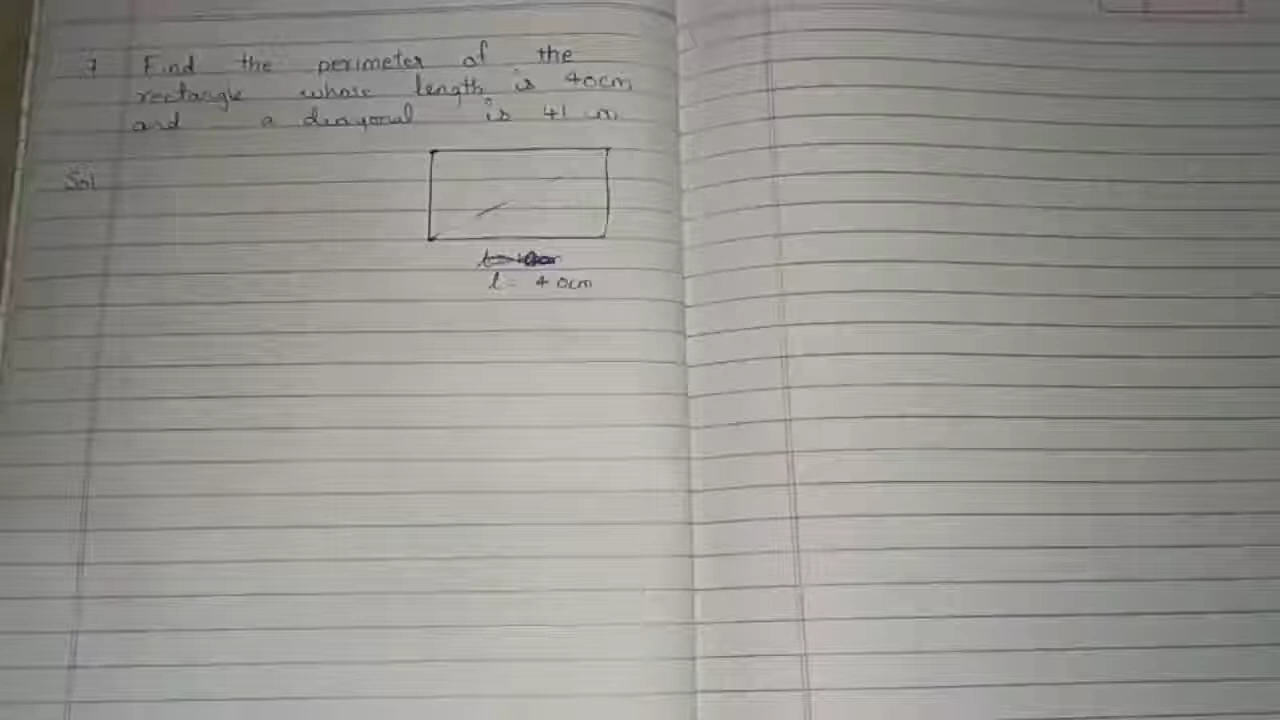 7 Find the perimeter of the
rectangle whose length is 40cm
and a diagonal is 41 cm
Sol
l = 40cm